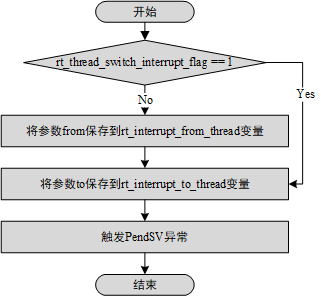 开始
rt_thread_switch_interrupt_flag == 1
No
Yes
将参数from保存到rt_interrupt_from_thread变量
将参数to保存到rt_interrupt_to_thread变量
触发PendSV异常
结束